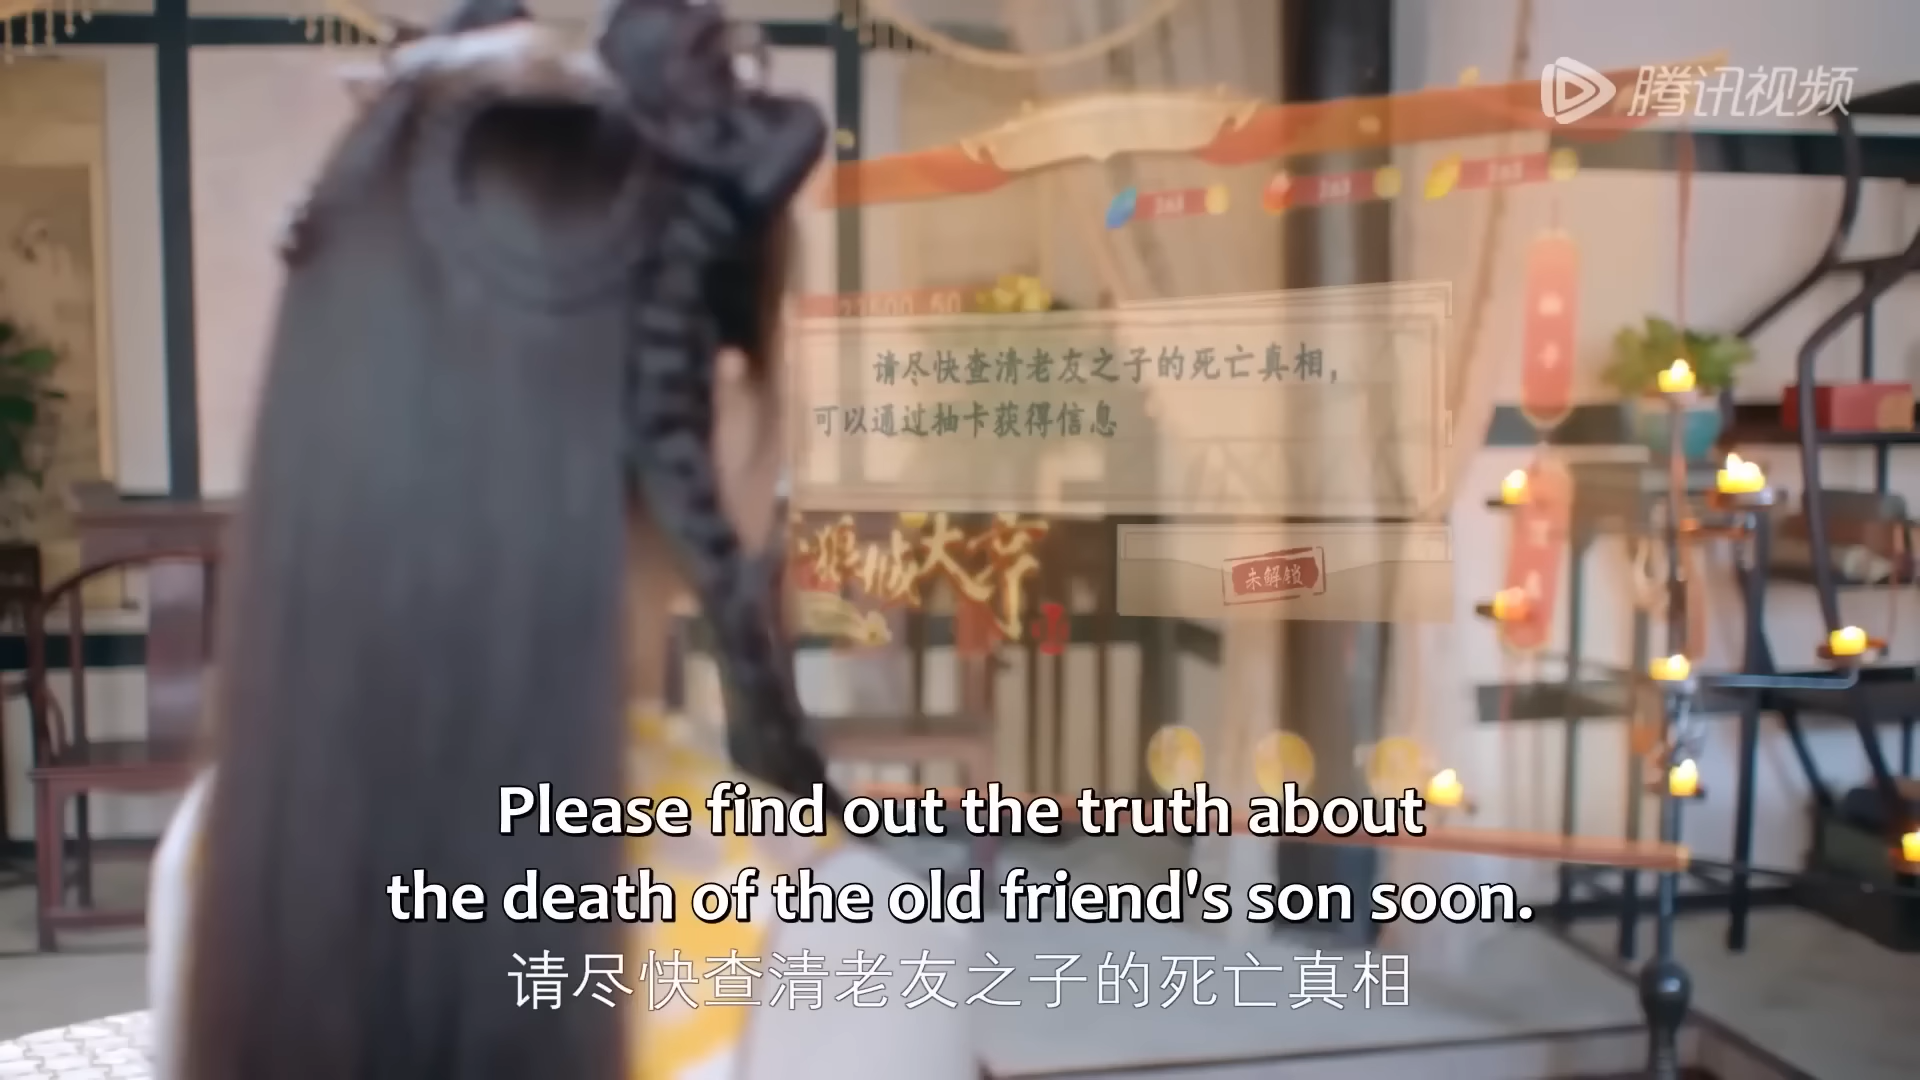 腾讯视频
请尽快查清老友之子的死亡真相,
可以通过抽卡获得信息
未解锁
Please find out the truth about
the death of the old friend's son soon.
请尽快查清老友之子的死亡真相